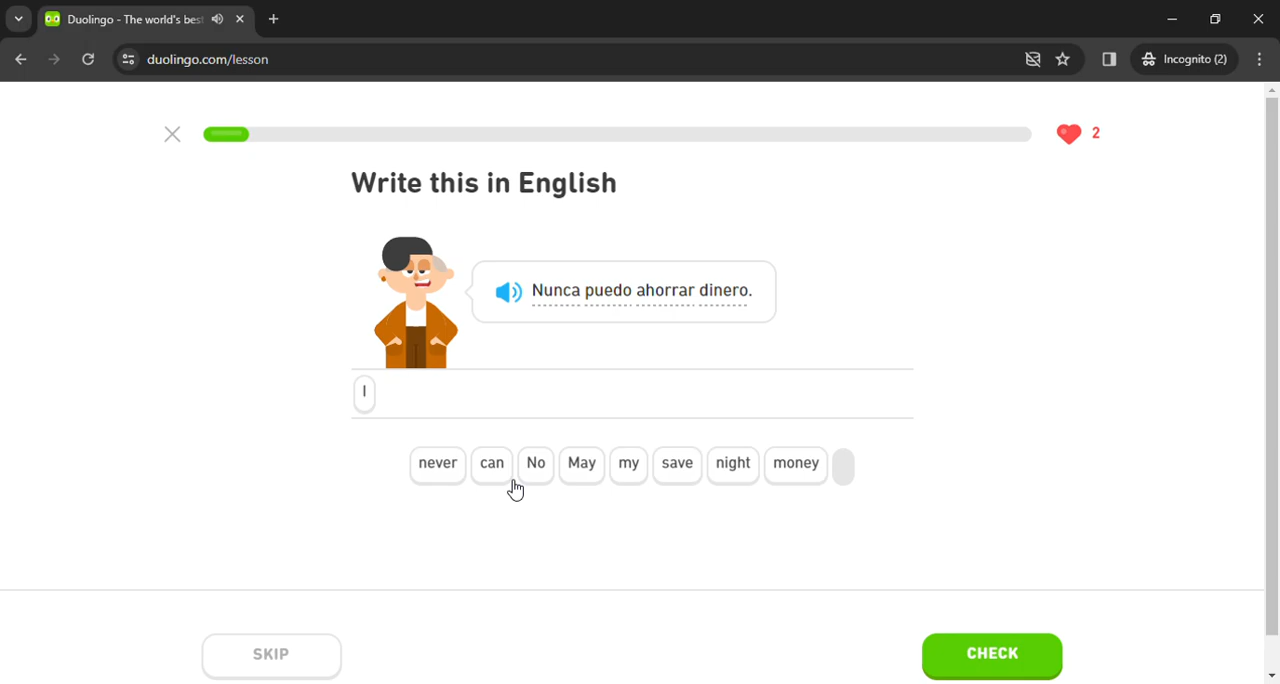 Duolingo - The world's bes
duolingo.com/lesson
Incognito (2)
2
Write this in English
Nunca puedo ahorrar dinero.
I
never can No May my save night money
SKIP
CHECK